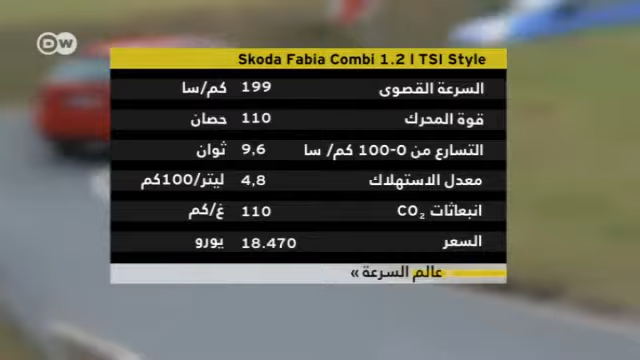 DW
Skoda Fabia Combi 1.2 l TSI Style
السرعة القصوى 199 كم/سا
قوة المحرك 110 حصان
التسارع من 0-100 كم/ سا 9,6 ثوان
معدل الاستهلاك 4,8 ليتر/100كم
انبعاثات CO₂ 110 غ/كم
السعر 18.470 يورو
عالم السرعة »